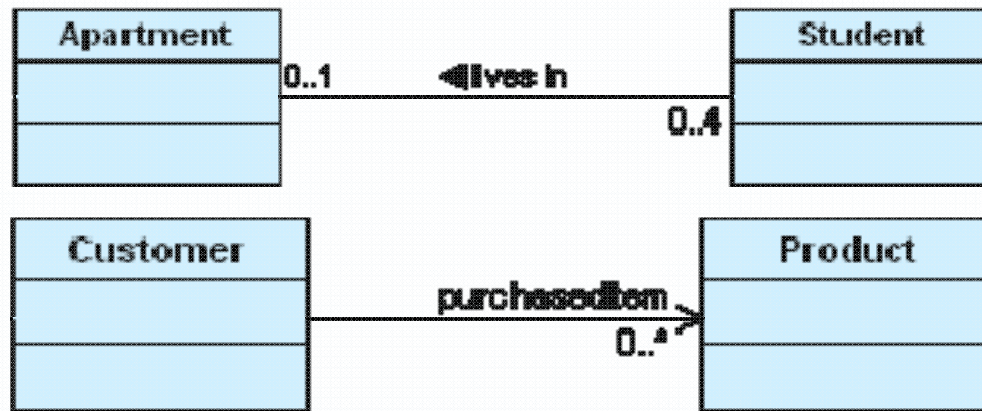 Apartment
Student
0..1
◀lives in
0..4
Customer
Product
purchasedItem
0..*